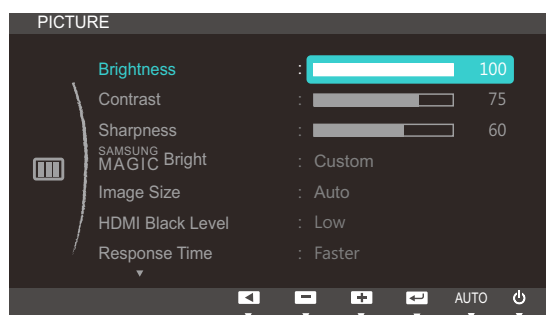 PICTURE
Brightness : 100
Contrast : 75
Sharpness : 60
SAMSUNG MAGIC Bright : Custom
Image Size : Auto
HDMI Black Level : Low
Response Time : Faster
AUTO